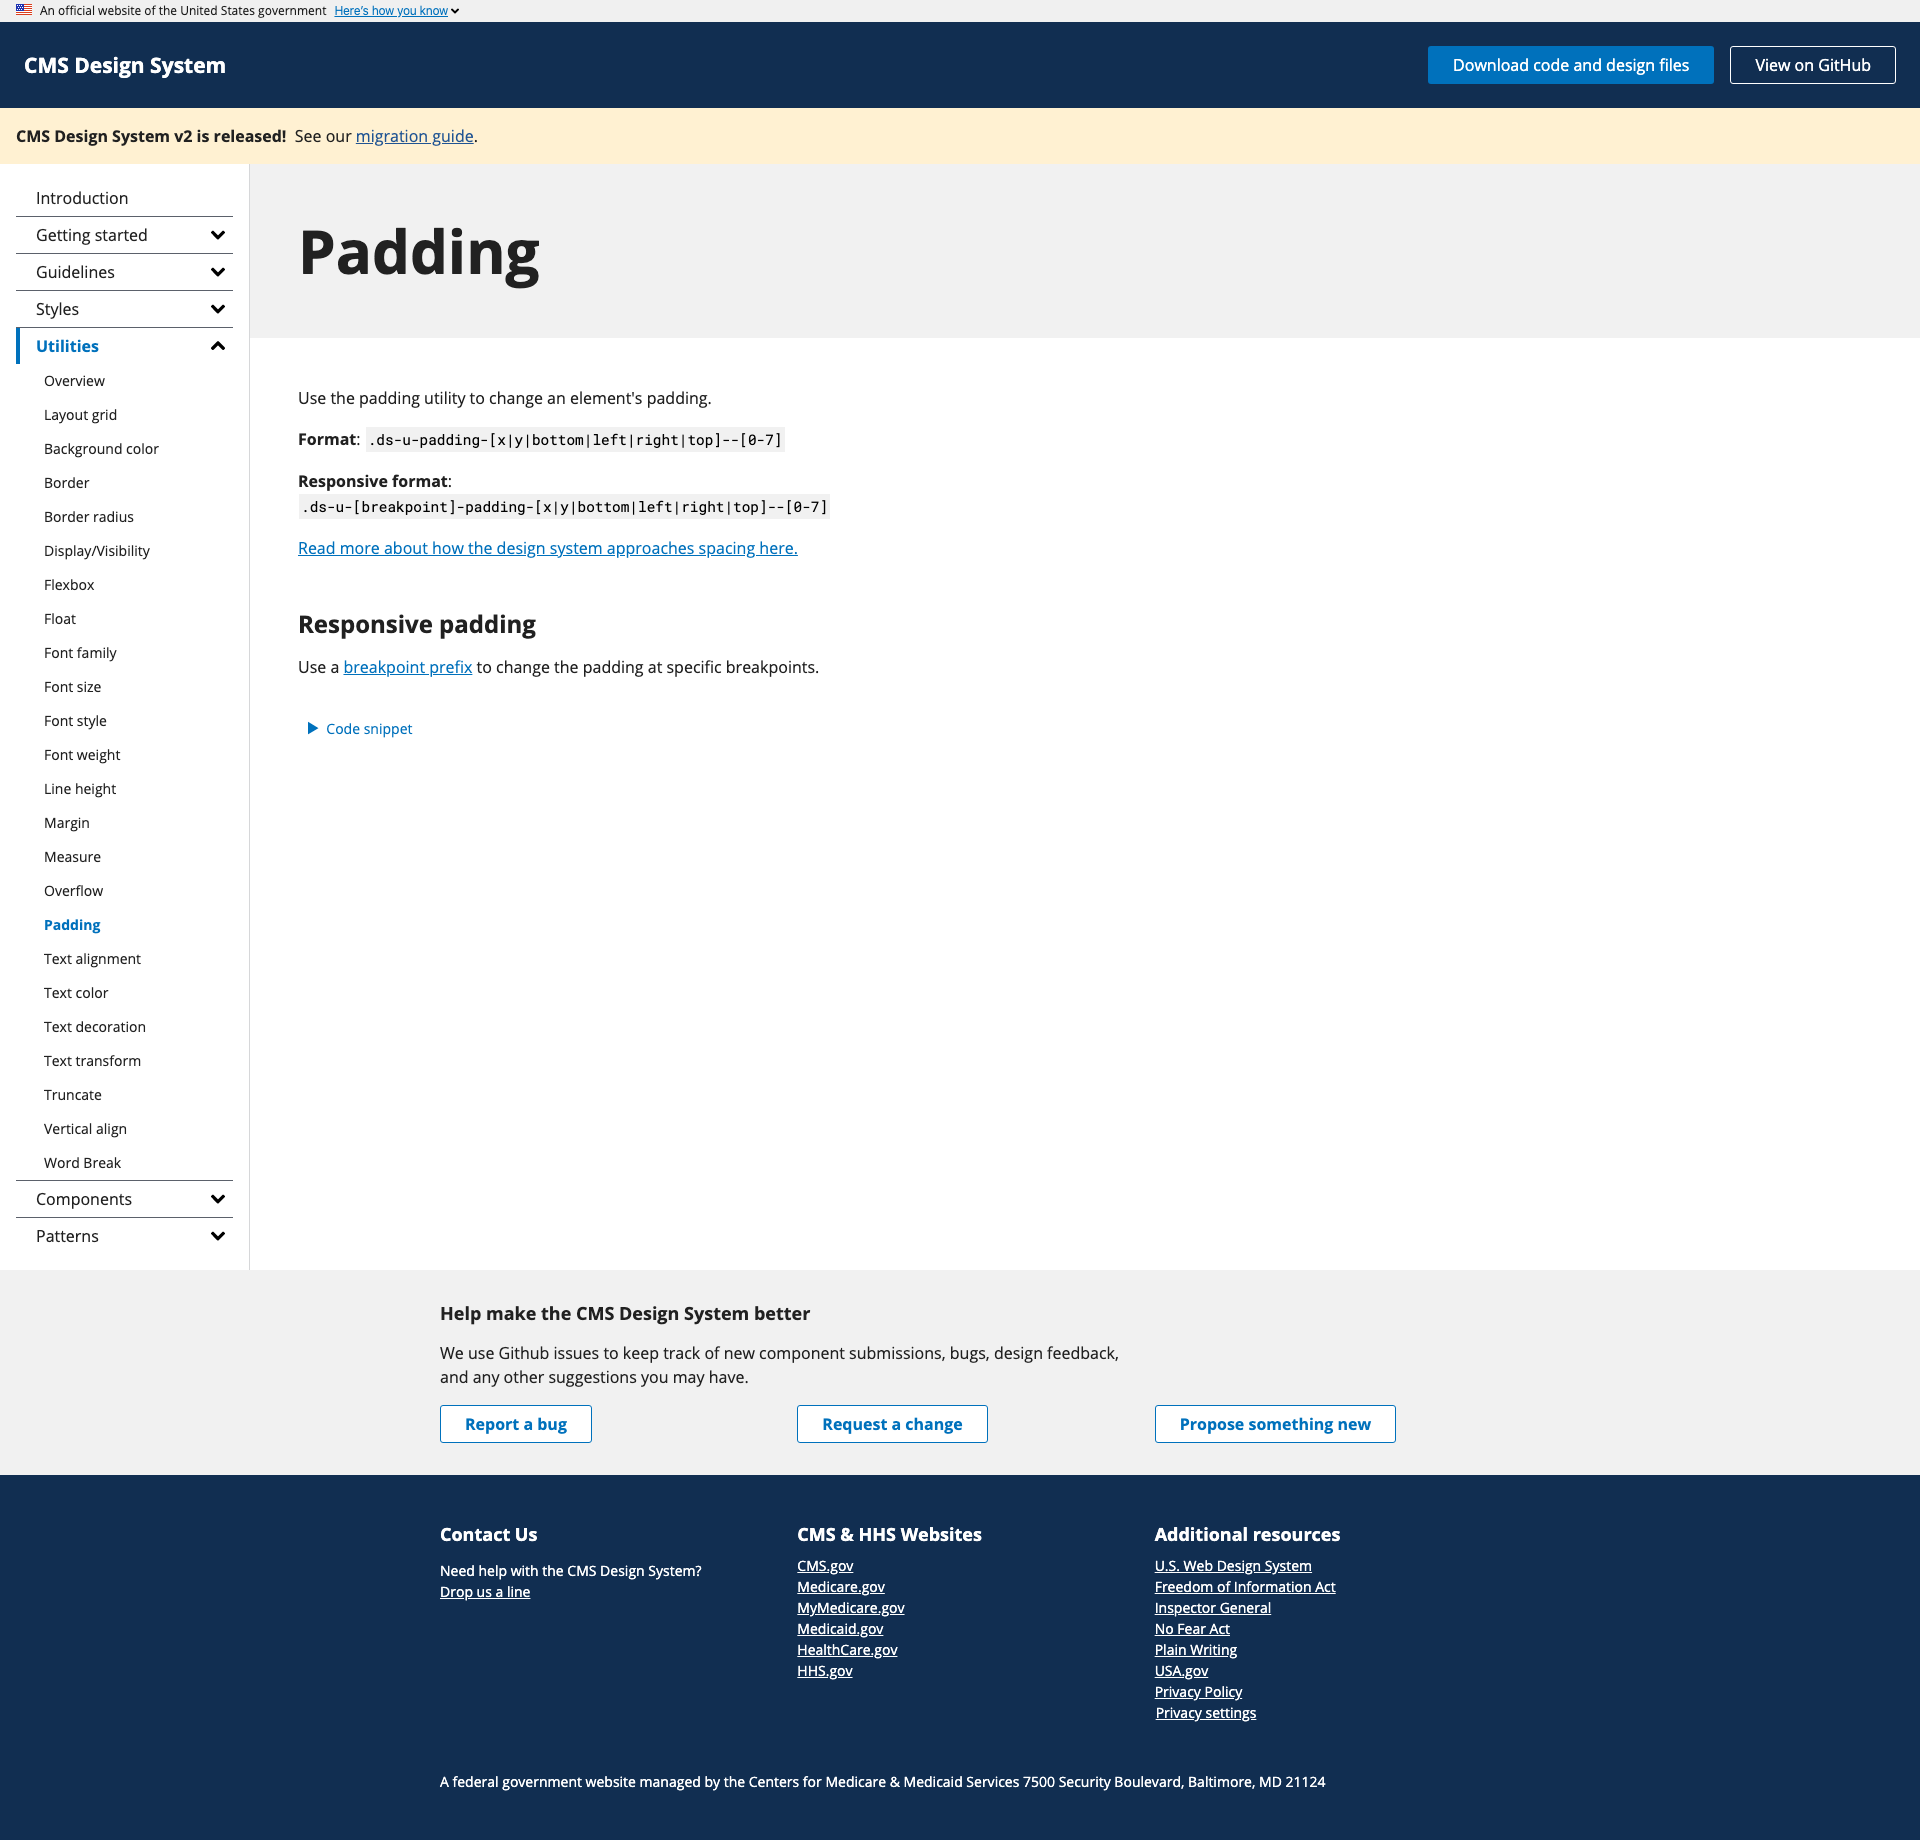 An official website of the United States government Here's how you know
CMS Design System
Download code and design files
View on GitHub
CMS Design System v2 is released! See our migration guide.
Introduction
Getting started
Guidelines
Styles
Utilities
Overview
Layout grid
Background color
Border
Border radius
Display/Visibility
Flexbox
Float
Font family
Font size
Font style
Font weight
Line height
Margin
Measure
Overflow
Padding
Text alignment
Text color
Text decoration
Text transform
Truncate
Vertical align
Word Break
Components
Patterns
Padding
Use the padding utility to change an element's padding.
Format: .ds-u-padding-[x|y|bottom|left|right|top]--[0-7]
Responsive format:
.ds-u-[breakpoint]-padding-[x|y|bottom|left|right|top]--[0-7]
Read more about how the design system approaches spacing here.
Responsive padding
Use a breakpoint prefix to change the padding at specific breakpoints.
Code snippet
Help make the CMS Design System better
We use Github issues to keep track of new component submissions, bugs, design feedback,
and any other suggestions you may have.
Report a bug
Request a change
Propose something new
Contact Us
Need help with the CMS Design System?
Drop us a line
CMS & HHS Websites
CMS.gov
Medicare.gov
MyMedicare.gov
Medicaid.gov
HealthCare.gov
HHS.gov
Additional resources
U.S. Web Design System
Freedom of Information Act
Inspector General
No Fear Act
Plain Writing
USA.gov
Privacy Policy
Privacy settings
A federal government website managed by the Centers for Medicare & Medicaid Services 7500 Security Boulevard, Baltimore, MD 21124